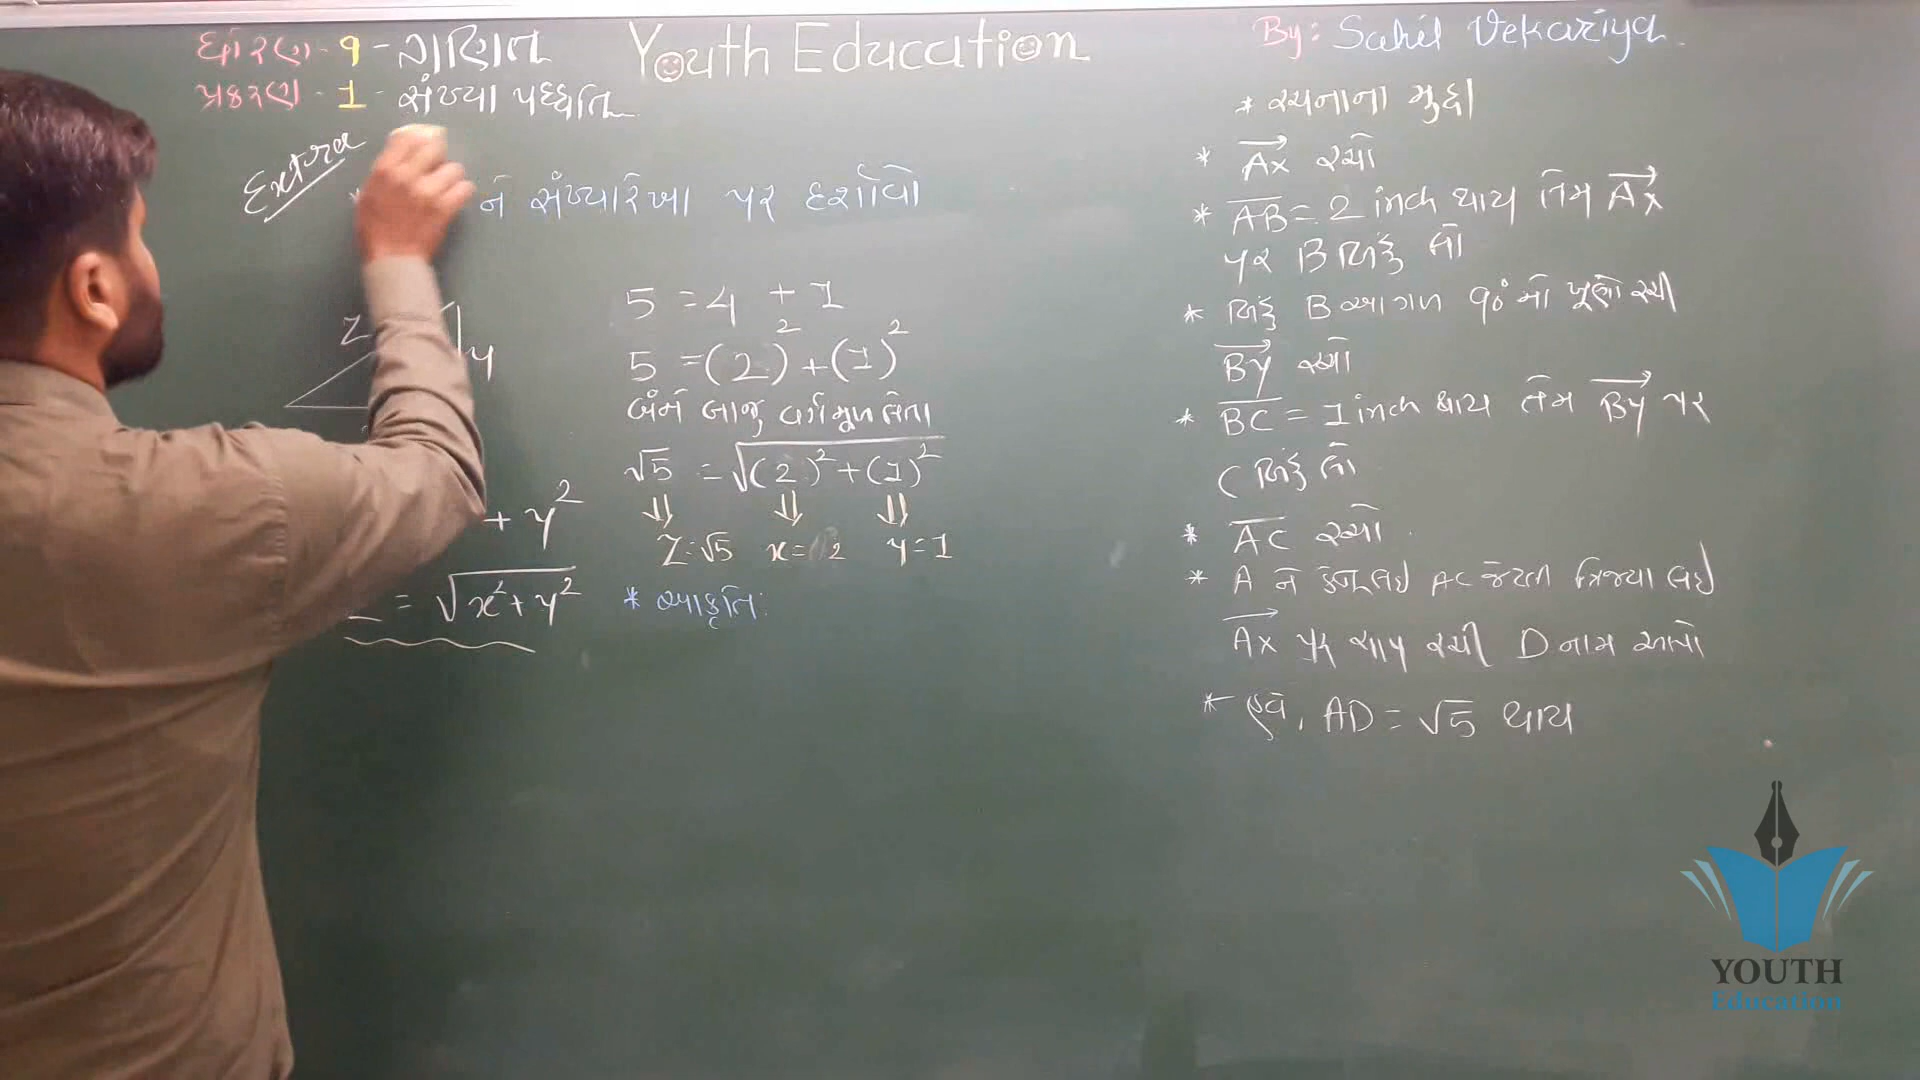 ધોરણ - 9 - ગણિત
પ્રકરણ - 1 - સંખ્યા પધ્ધતિ
Youth Education
By: Sahil Vekariya.
Extra
* ને સંખ્યારેખા પર દર્શાવો
Z
y
+ y²
= √x² + y²
5 = 4 + 1
5 = (2)² + (1)²
બંને બાજુ વર્ગમૂળ લેતા
√5 = √(2)² + (1)²
⇓ ⇓ ⇓
Z=√5 x=2 y=1
* આકૃતિ:
* રચનાના મુદ્દા
* AX રચો
* AB = 2 inch થાય તેમ AX
પર B બિંદુ લો
* બિંદુ B આગળ 90° નો ખૂણો રચી
BY રચો
* BC = 1 inch થાય તેમ BY પર
C બિંદુ લો
* AC રચો.
* A ને કેન્દ્ર લઈ AC જેટલી ત્રિજ્યા લઈ
AX પર ચાપ રચી D નામ આપો
* હવે, AD = √5 થાય
YOUTH
Education